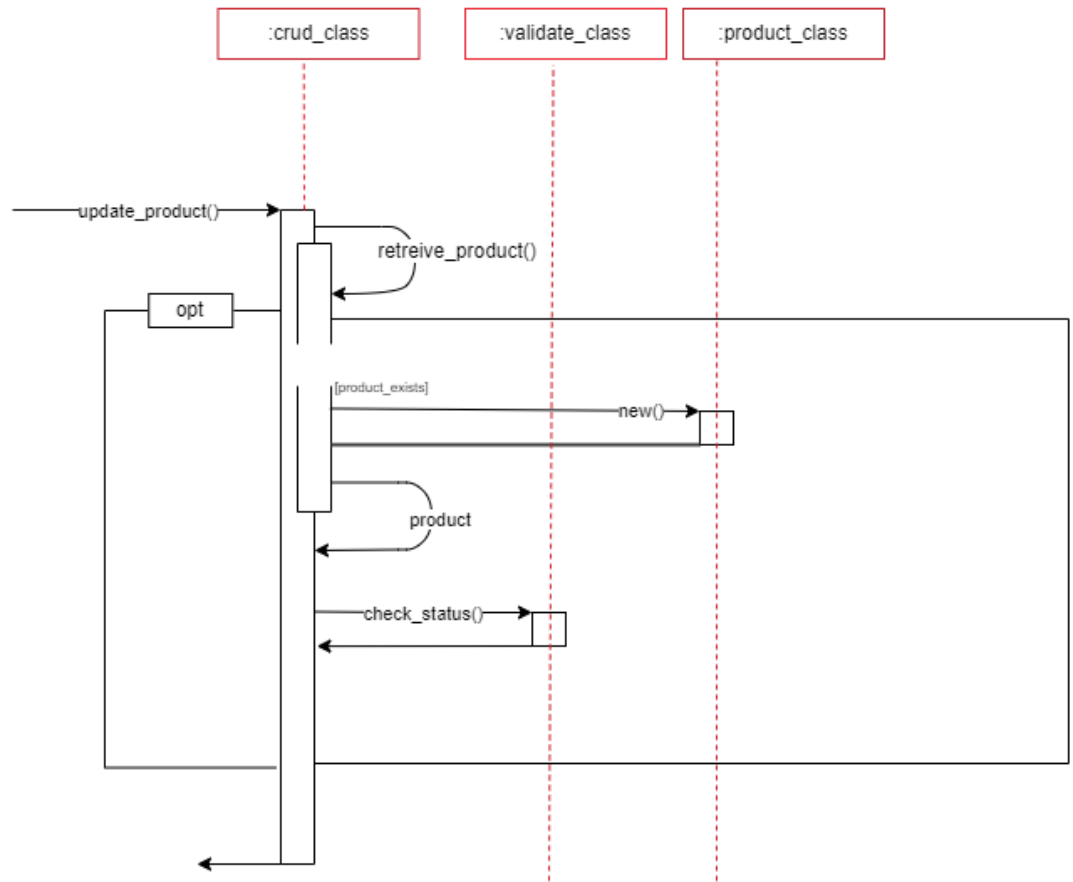 :crud_class
:validate_class
:product_class
update_product()
retreive_product()
opt
[product_exists]
new()
product
check_status()